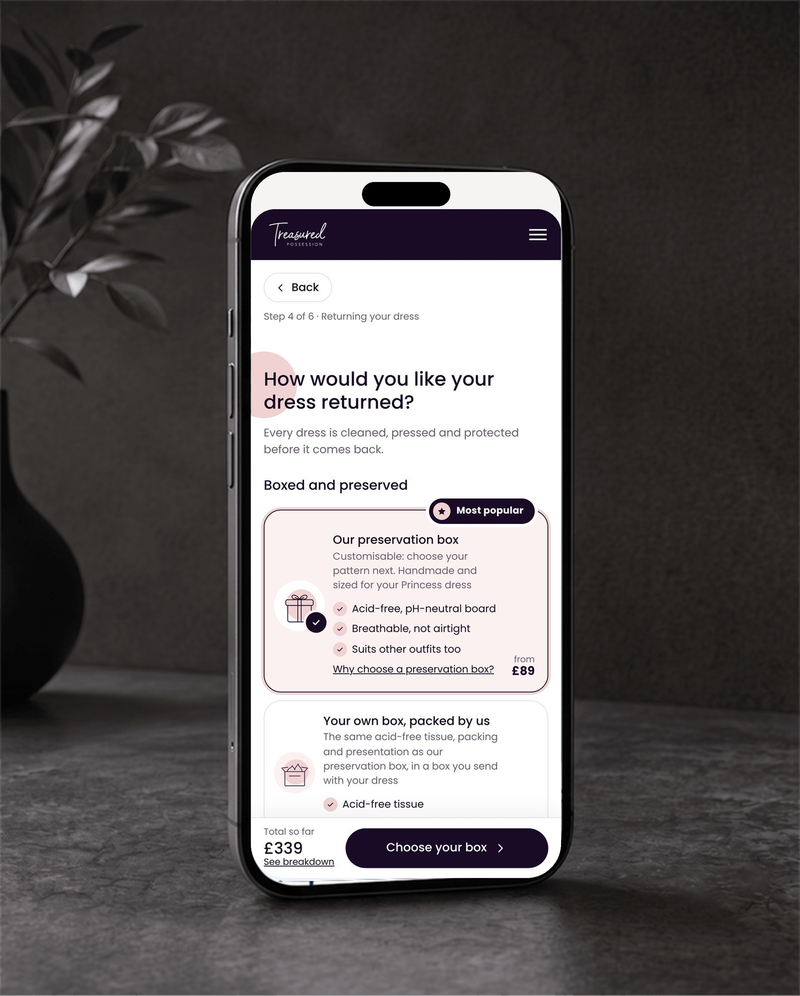 Treasured
POSSESSION
Back
Step 4 of 6 · Returning your dress
How would you like your
dress returned?
Every dress is cleaned, pressed and protected
before it comes back.
Boxed and preserved
Most popular
Our preservation box
Customisable: choose your
pattern next. Handmade and
sized for your Princess dress
Acid-free, pH-neutral board
Breathable, not airtight
Suits other outfits too
Why choose a preservation box?
from
£89
Your own box, packed by us
The same acid-free tissue, packing
and presentation as our
preservation box, in a box you send
with your dress
Acid-free tissue
Total so far
£339
See breakdown
Choose your box